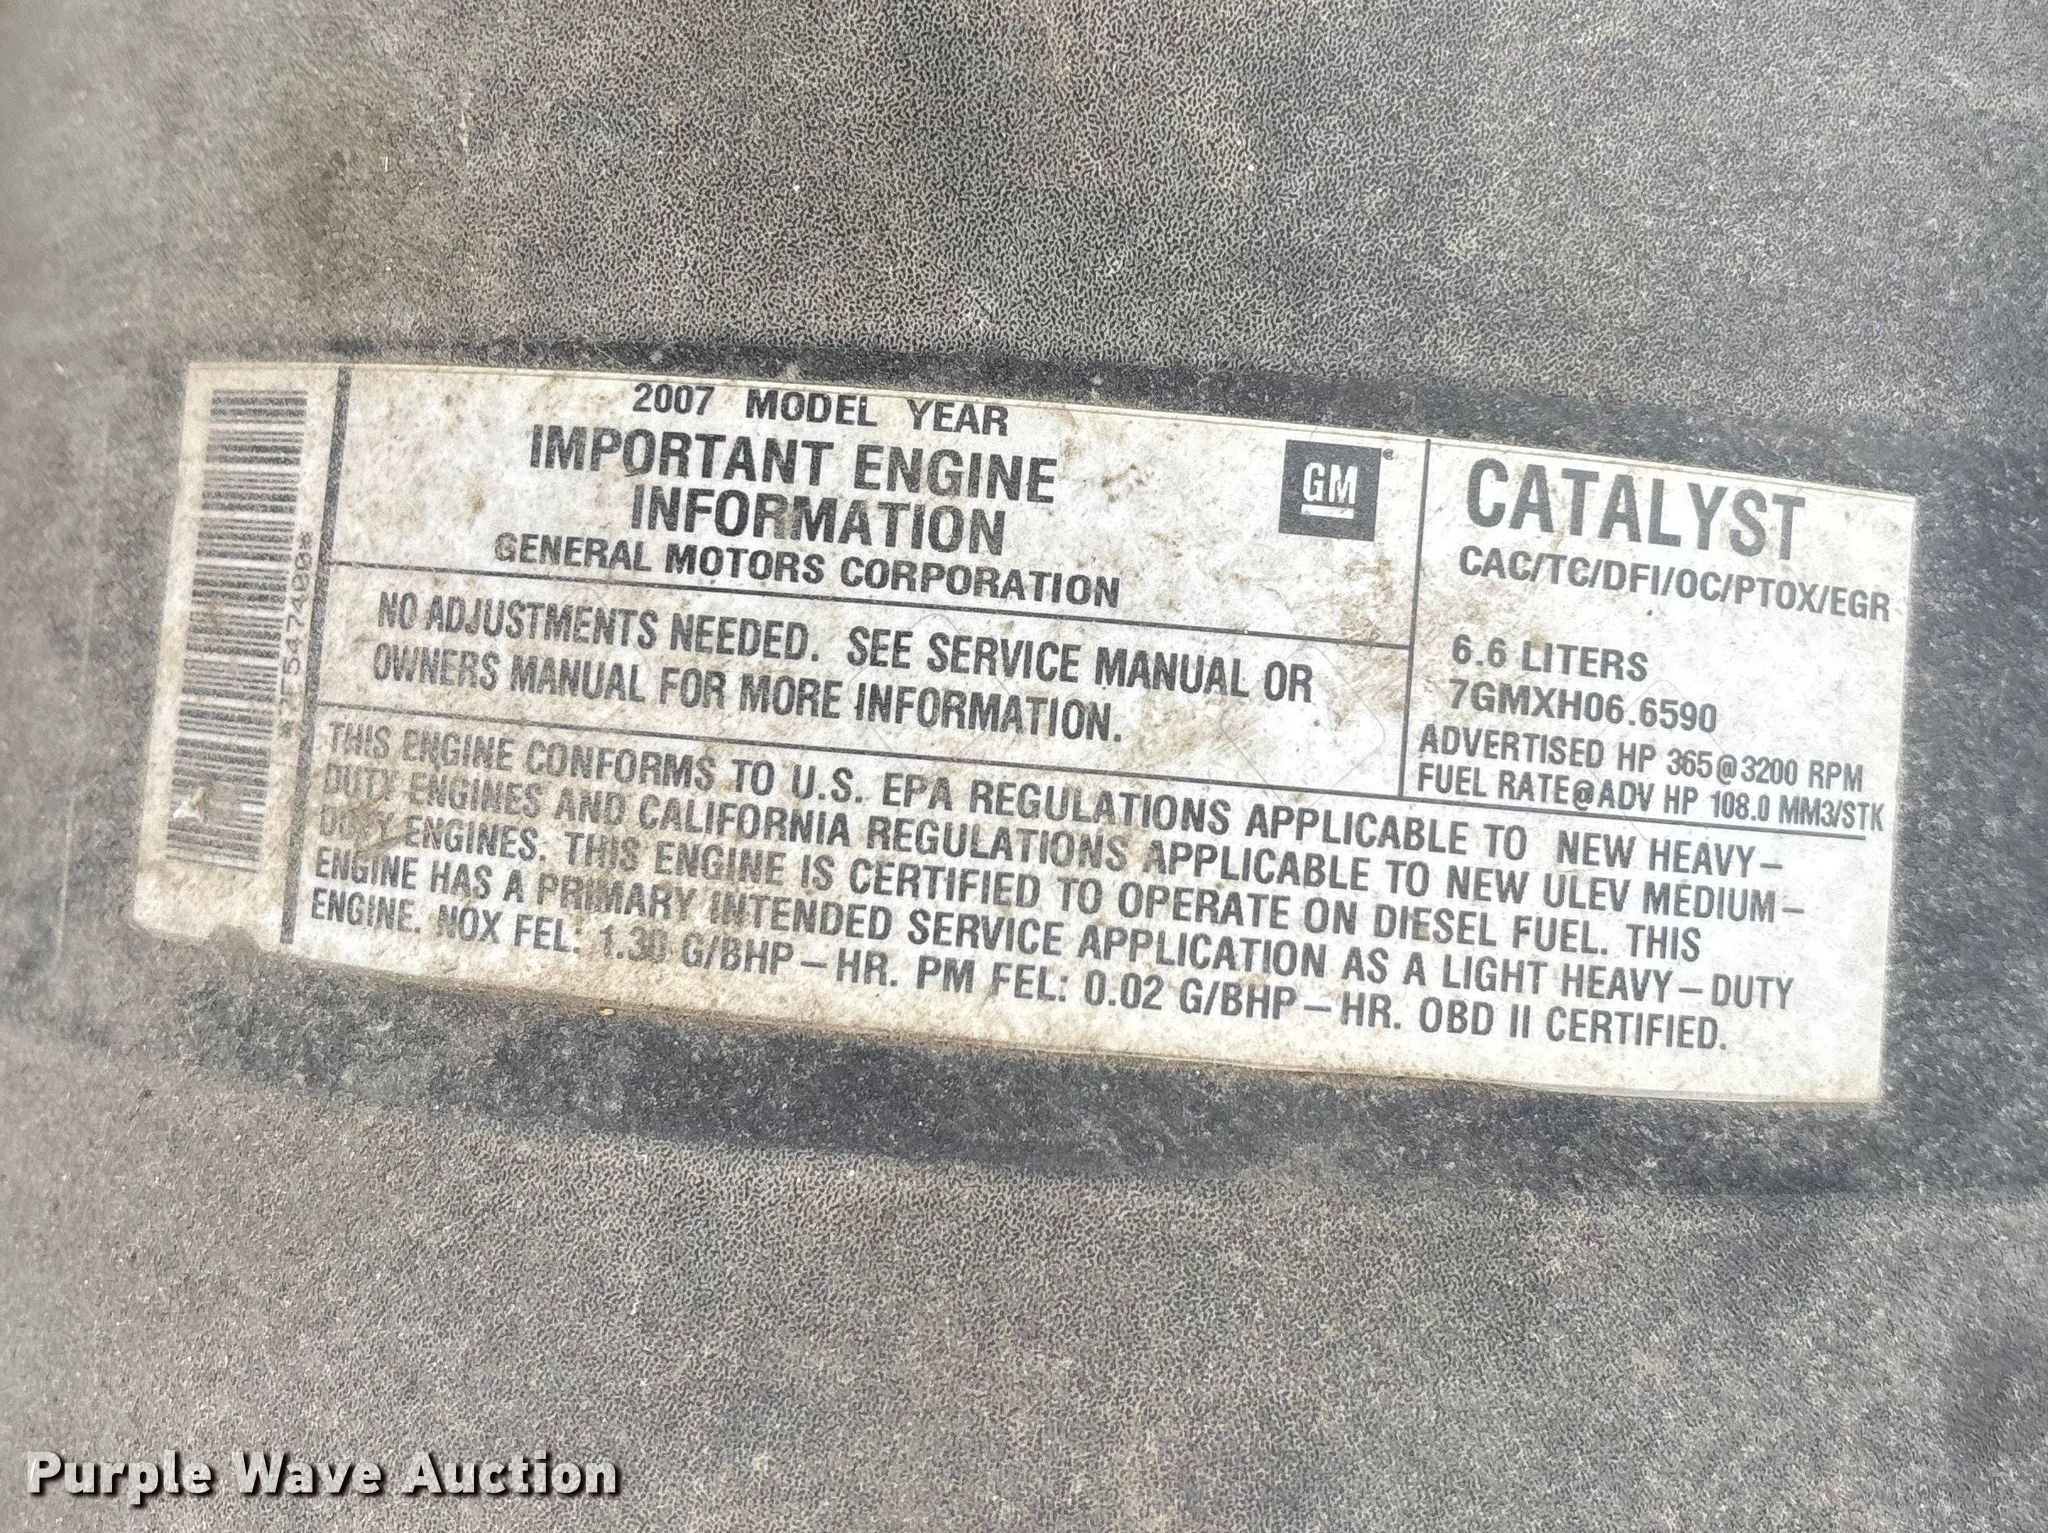 2007 MODEL YEAR
IMPORTANT ENGINE
INFORMATION
GENERAL MOTORS CORPORATION
GM
NO ADJUSTMENTS NEEDED. SEE SERVICE MANUAL OR
OWNERS MANUAL FOR MORE INFORMATION.
CATALYST
CAC/TC/DFI/OC/PTOX/EGR
6.6 LITERS
7GMXH06.6590
ADVERTISED HP 365@3200 RPM
FUEL RATE@ADV HP 108.0 MM3/STK
THIS ENGINE CONFORMS TO U.S. EPA REGULATIONS APPLICABLE TO NEW HEAVY-
DUTY ENGINES AND CALIFORNIA REGULATIONS APPLICABLE TO NEW ULEV MEDIUM-
DUTY ENGINES. THIS ENGINE IS CERTIFIED TO OPERATE ON DIESEL FUEL. THIS
ENGINE HAS A PRIMARY INTENDED SERVICE APPLICATION AS A LIGHT HEAVY-DUTY
ENGINE. NOX FEL: 1.30 G/BHP-HR. PM FEL: 0.02 G/BHP-HR. OBD II CERTIFIED.
Purple Wave Auction